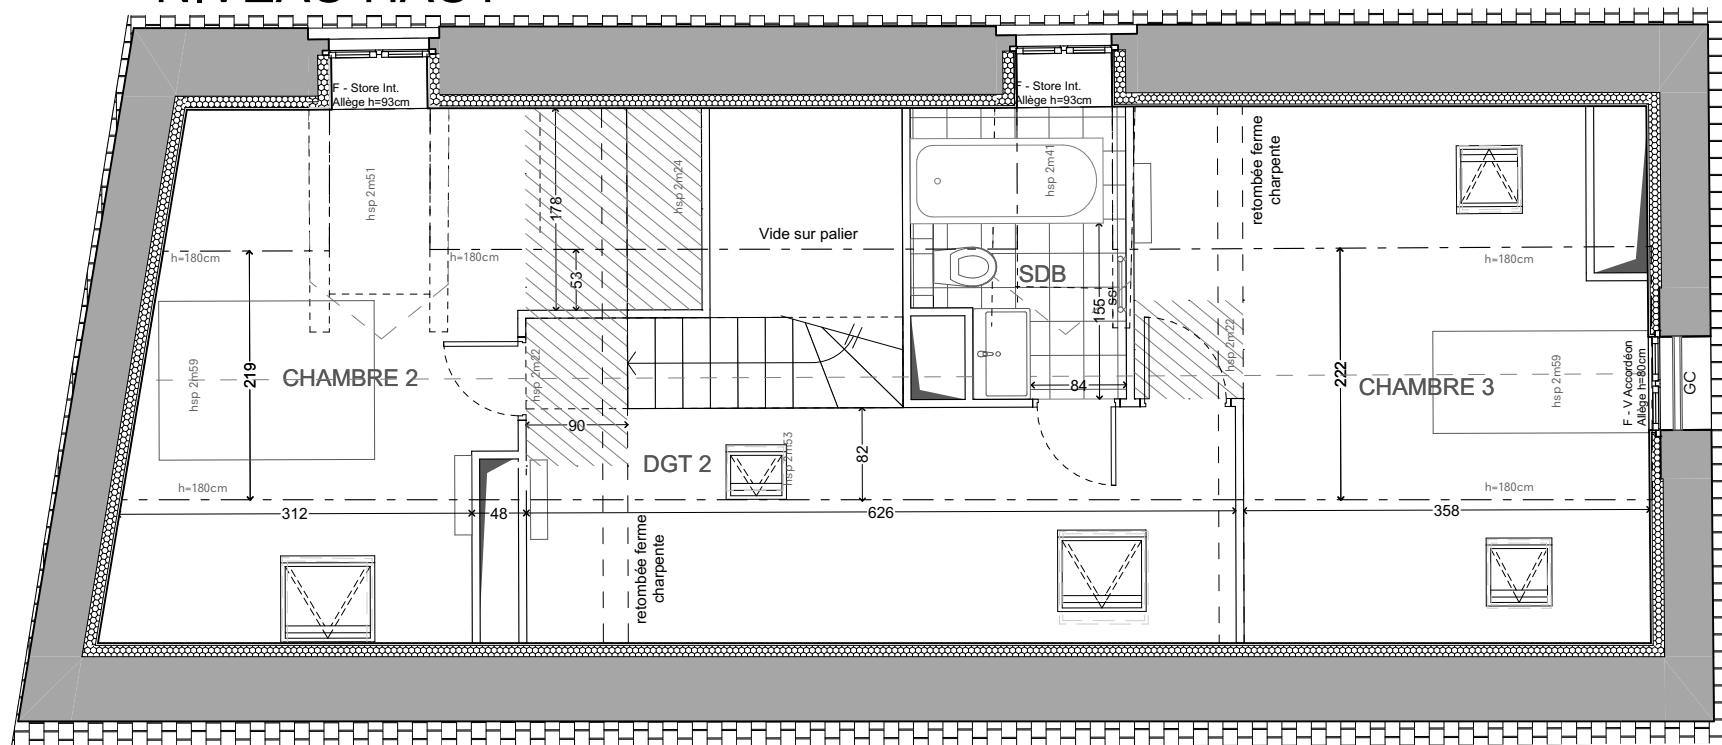 NIVEAU HAUT
F - Store Int.
Allège h=93cm
F - Store Int.
Allège h=93cm
retombée ferme
charpente
hsp 2m51
hsp 2m24
hsp 2m41
178
Vide sur palier
h=180cm
h=180cm
h=180cm
53
SDB
155
SS
219
hsp 2m59
CHAMBRE 2
hsp 2m22
84
hsp 2m22
222
CHAMBRE 3
hsp 2m59
F - V Accordéon
Allège h=80cm
GC
90
DGT 2
hsp 2m53
82
h=180cm
h=180cm
312
48
626
358
retombée ferme
charpente